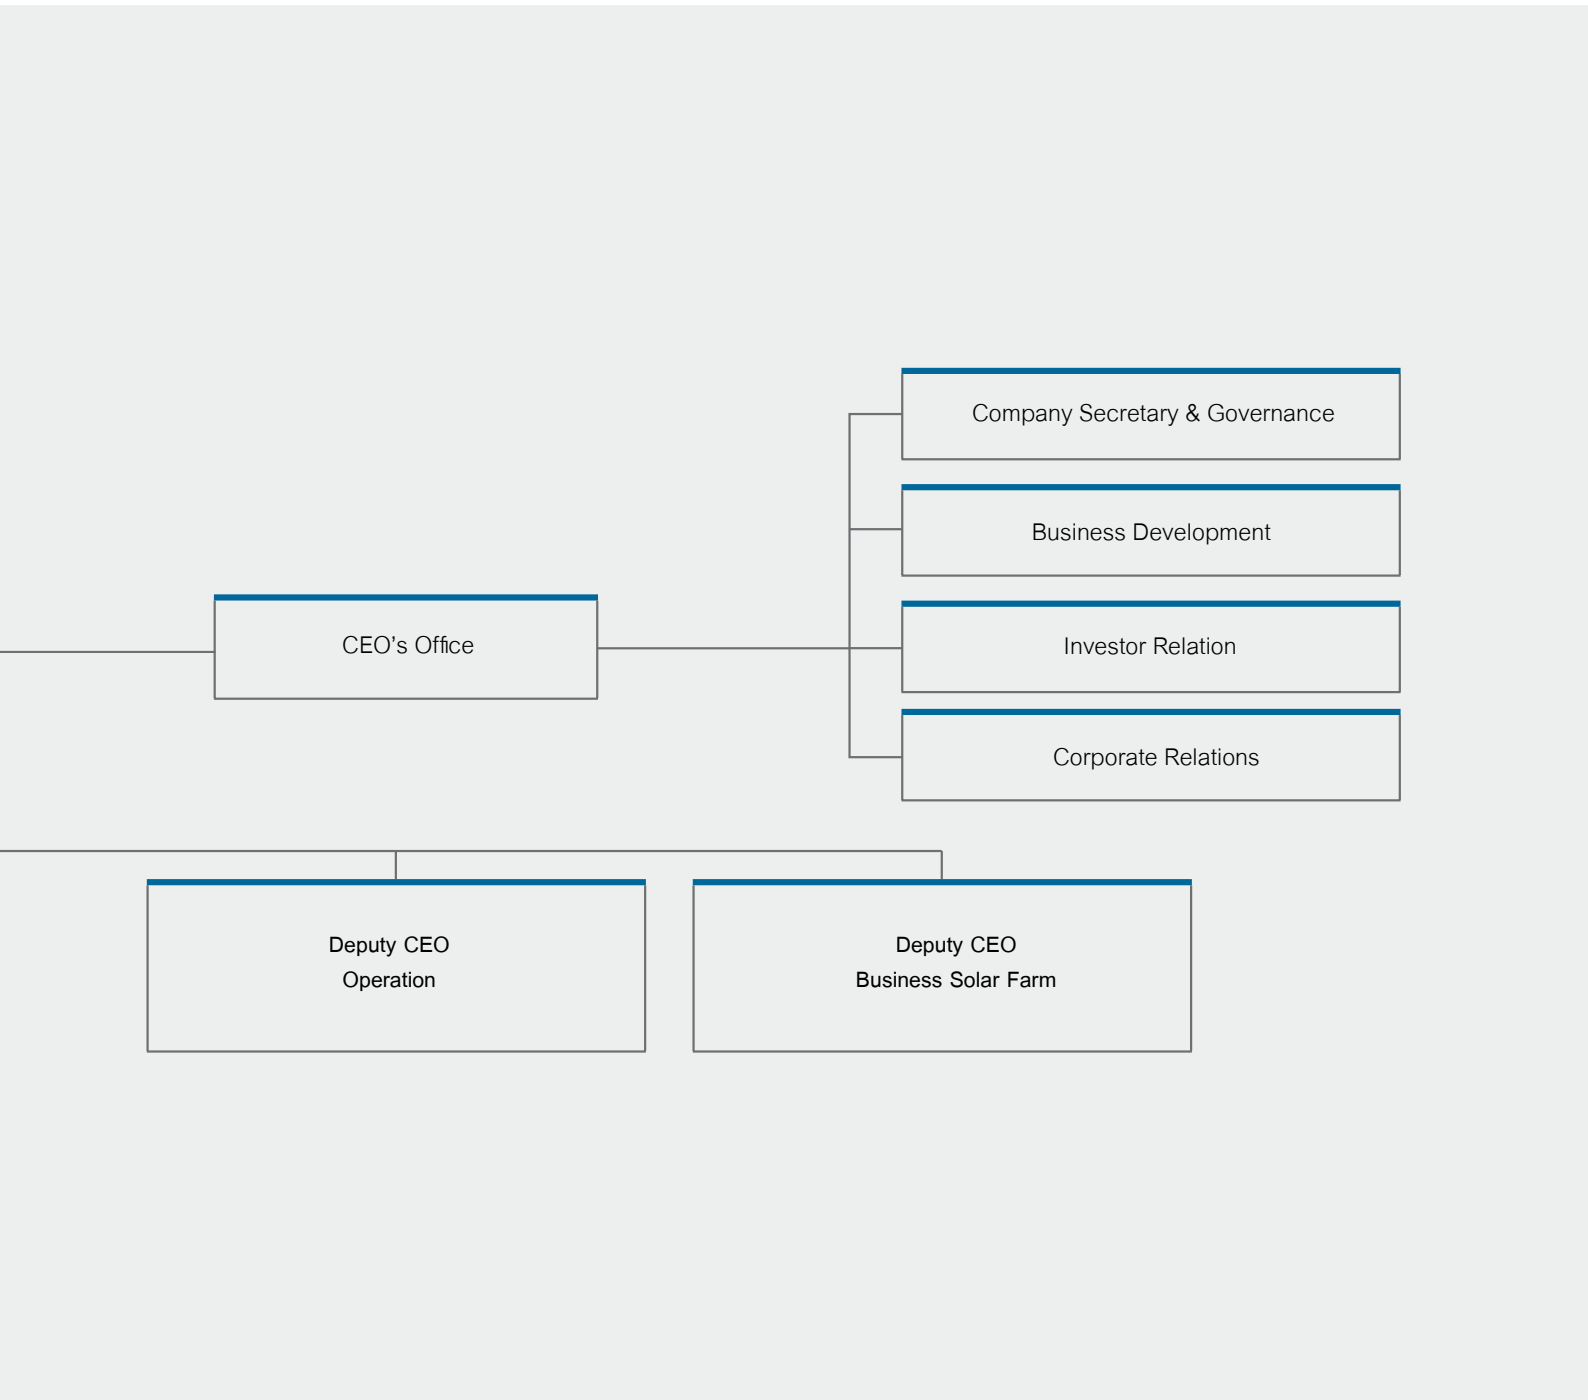 Company Secretary & Governance
Business Development
CEO’s Office
Investor Relation
Corporate Relations
Deputy CEO
Operation
Deputy CEO
Business Solar Farm